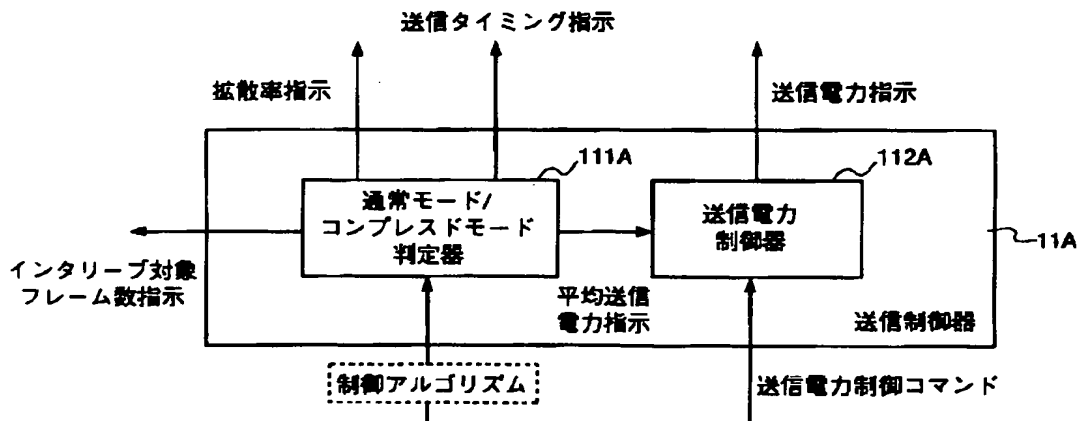 送信タイミング指示
拡散率指示
送信電力指示
111A
112A
通常モード/
コンプレスドモード
判定器
送信電力
制御器
11A
インタリーブ対象
フレーム数指示
平均送信
電力指示
送信制御器
制御アルゴリズム
送信電力制御コマンド